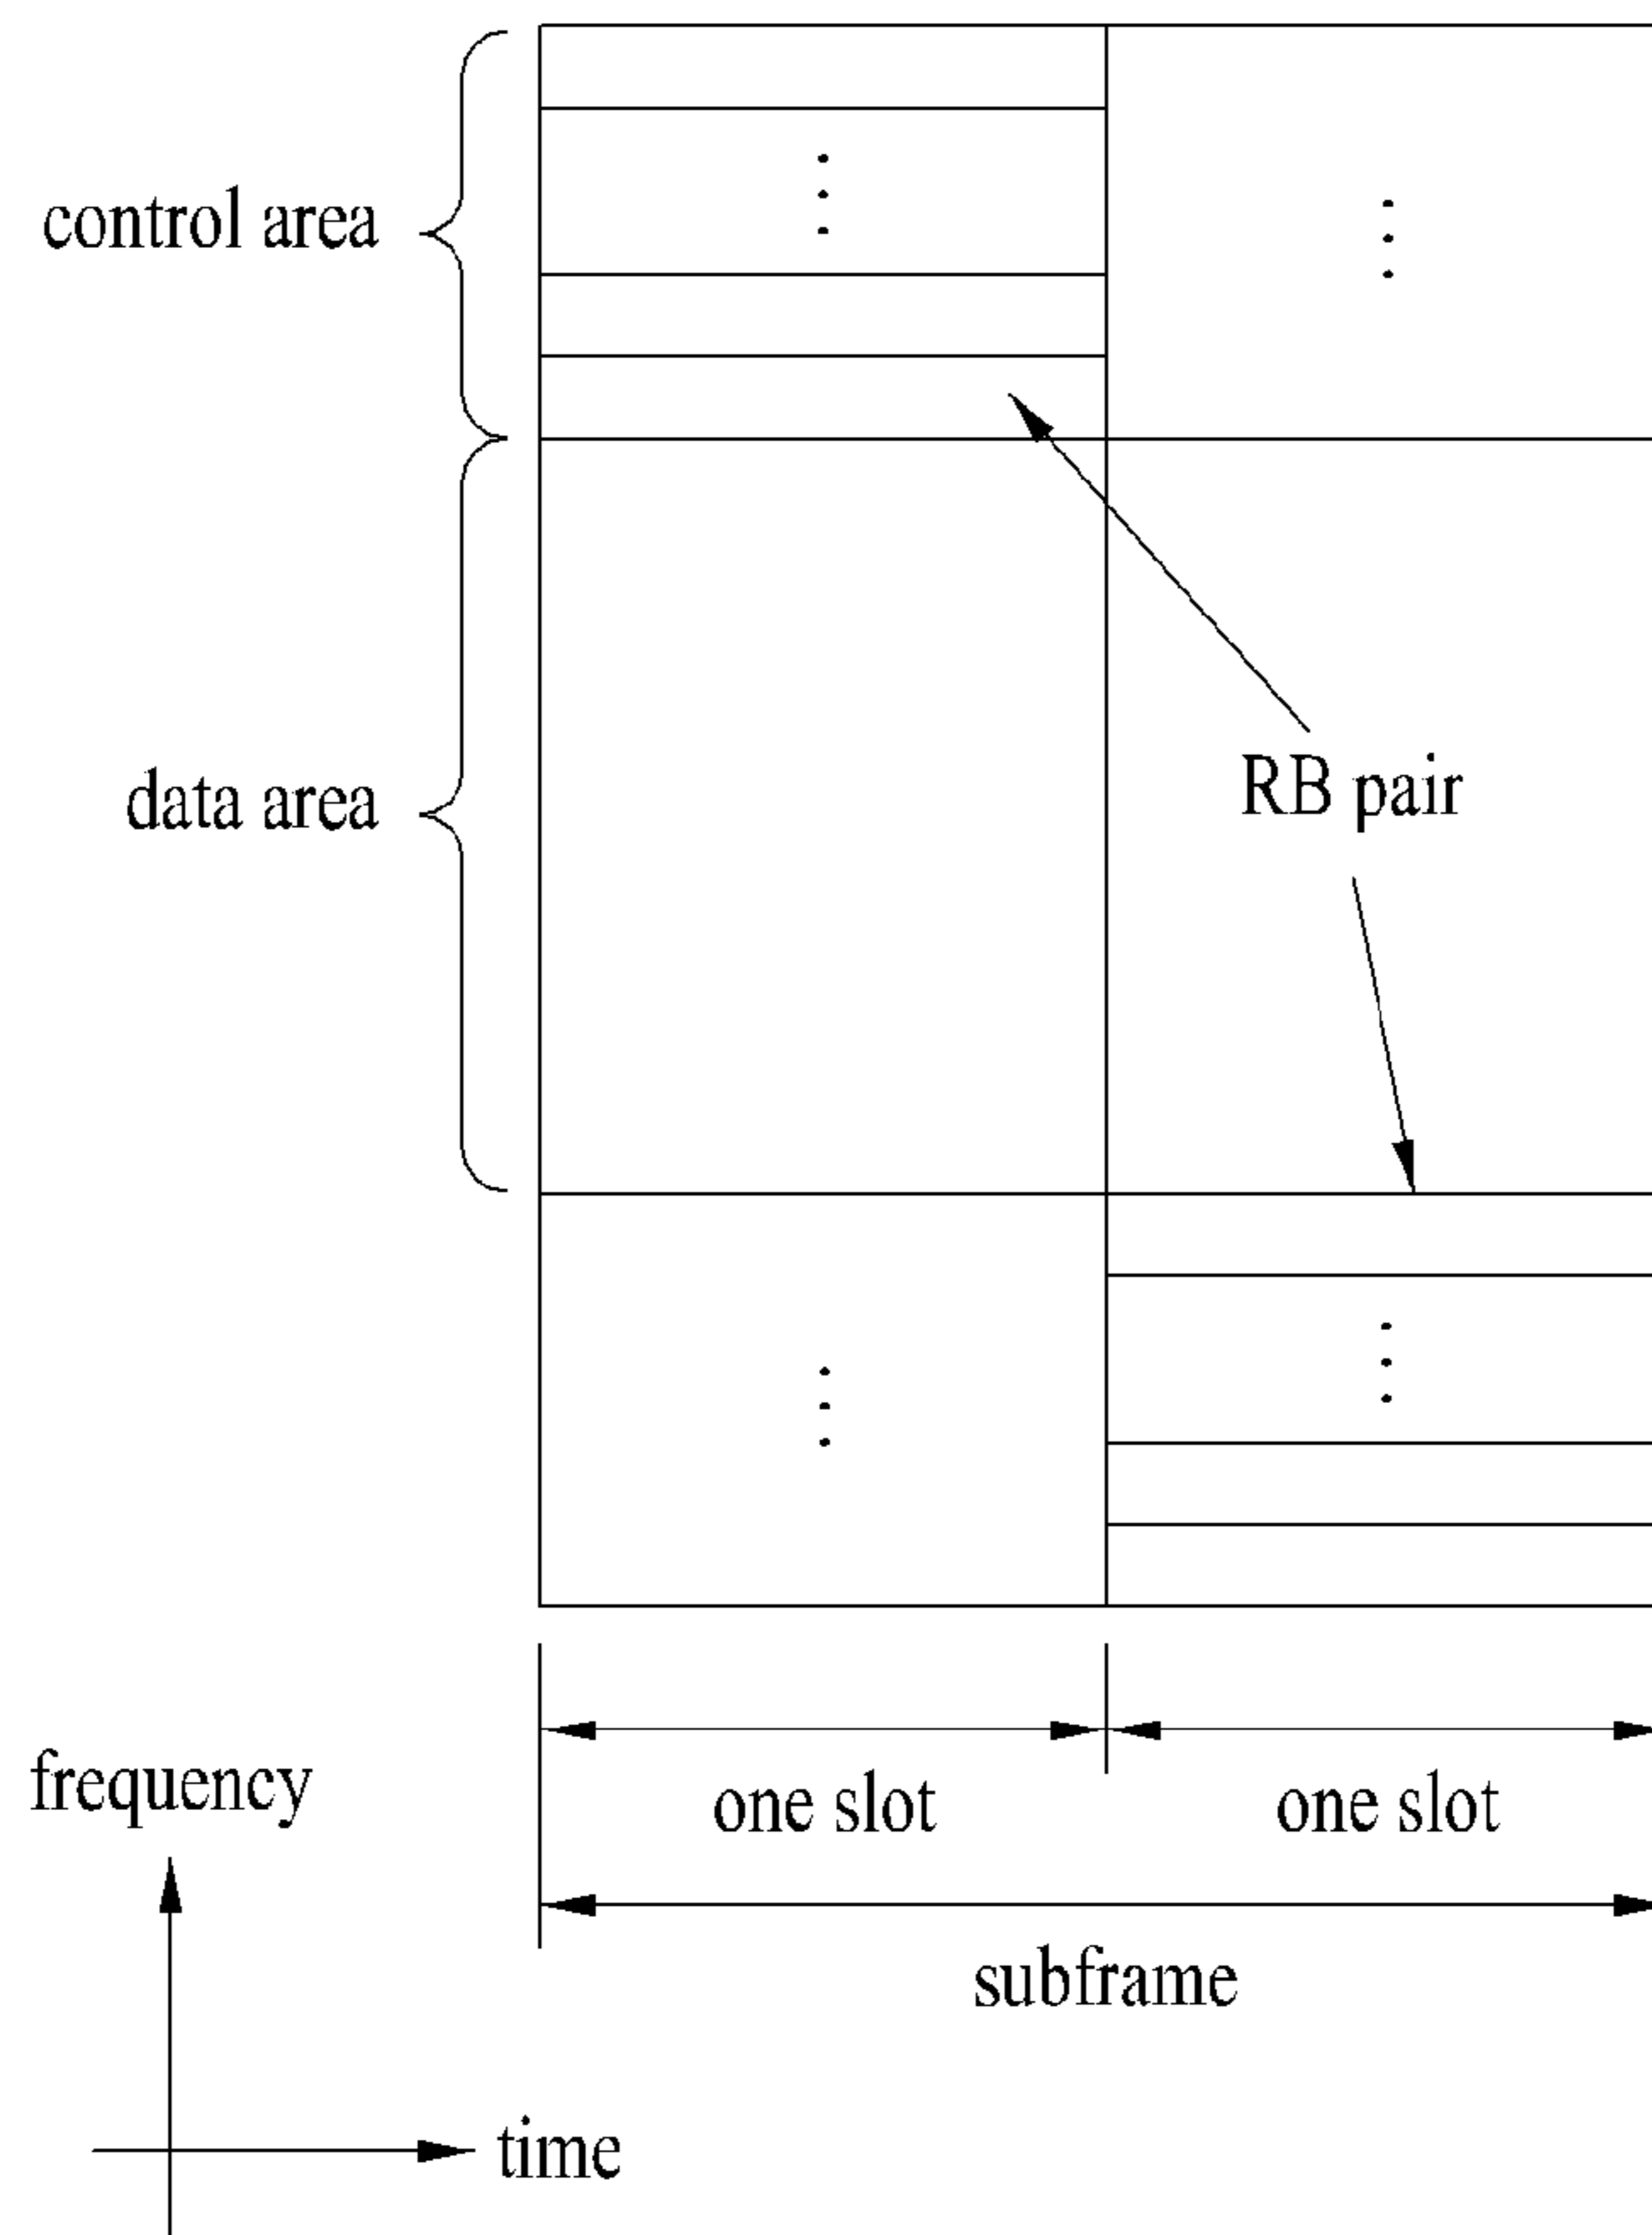 control area
data area
RB pair
frequency
one slot
one slot
subframe
time